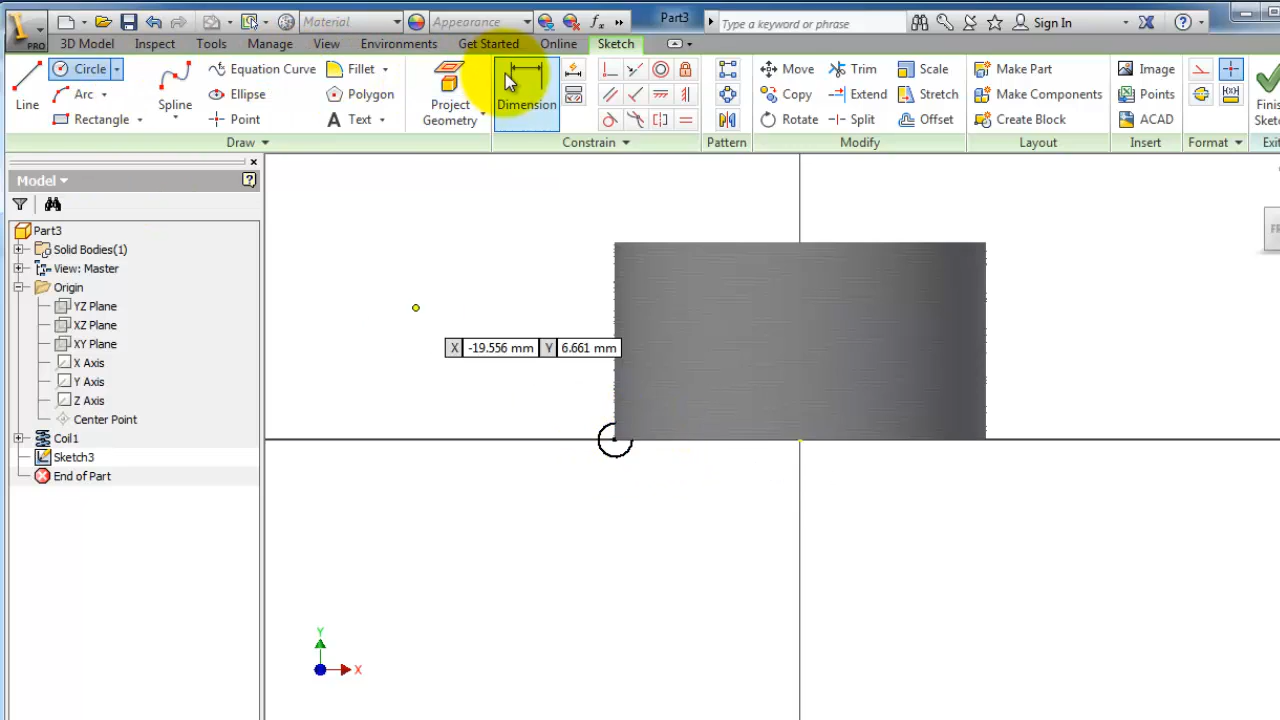 PRO
Material
Appearance
Part3
Type a keyword or phrase
Sign In
3D Model
Inspect
Tools
Manage
View
Environments
Get Started
Online
Sketch
Line
Circle
Arc
Rectangle
Spline
Equation Curve
Ellipse
Point
Fillet
Polygon
Text
Project
Geometry
Dimension
Move
Copy
Rotate
Trim
Extend
Split
Scale
Stretch
Offset
Make Part
Make Components
Create Block
Image
Points
ACAD
Finish
Draw
Constrain
Pattern
Modify
Layout
Insert
Format
Model
Part3
Solid Bodies(1)
View: Master
Origin
YZ Plane
XZ Plane
XY Plane
X Axis
Y Axis
Z Axis
Center Point
Coil1
Sketch3
End of Part
X -19.556 mm Y 6.661 mm
Y
X